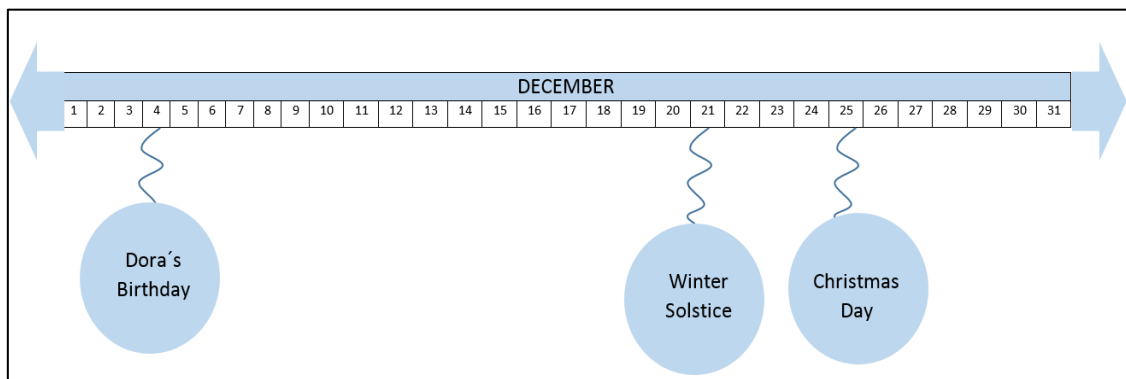 DECEMBER
1 2 3 4 5 6 7 8 9 10 11 12 13 14 15 16 17 18 19 20 21 22 23 24 25 26 27 28 29 30 31
Dora´s
Birthday
Winter
Solstice
Christmas
Day